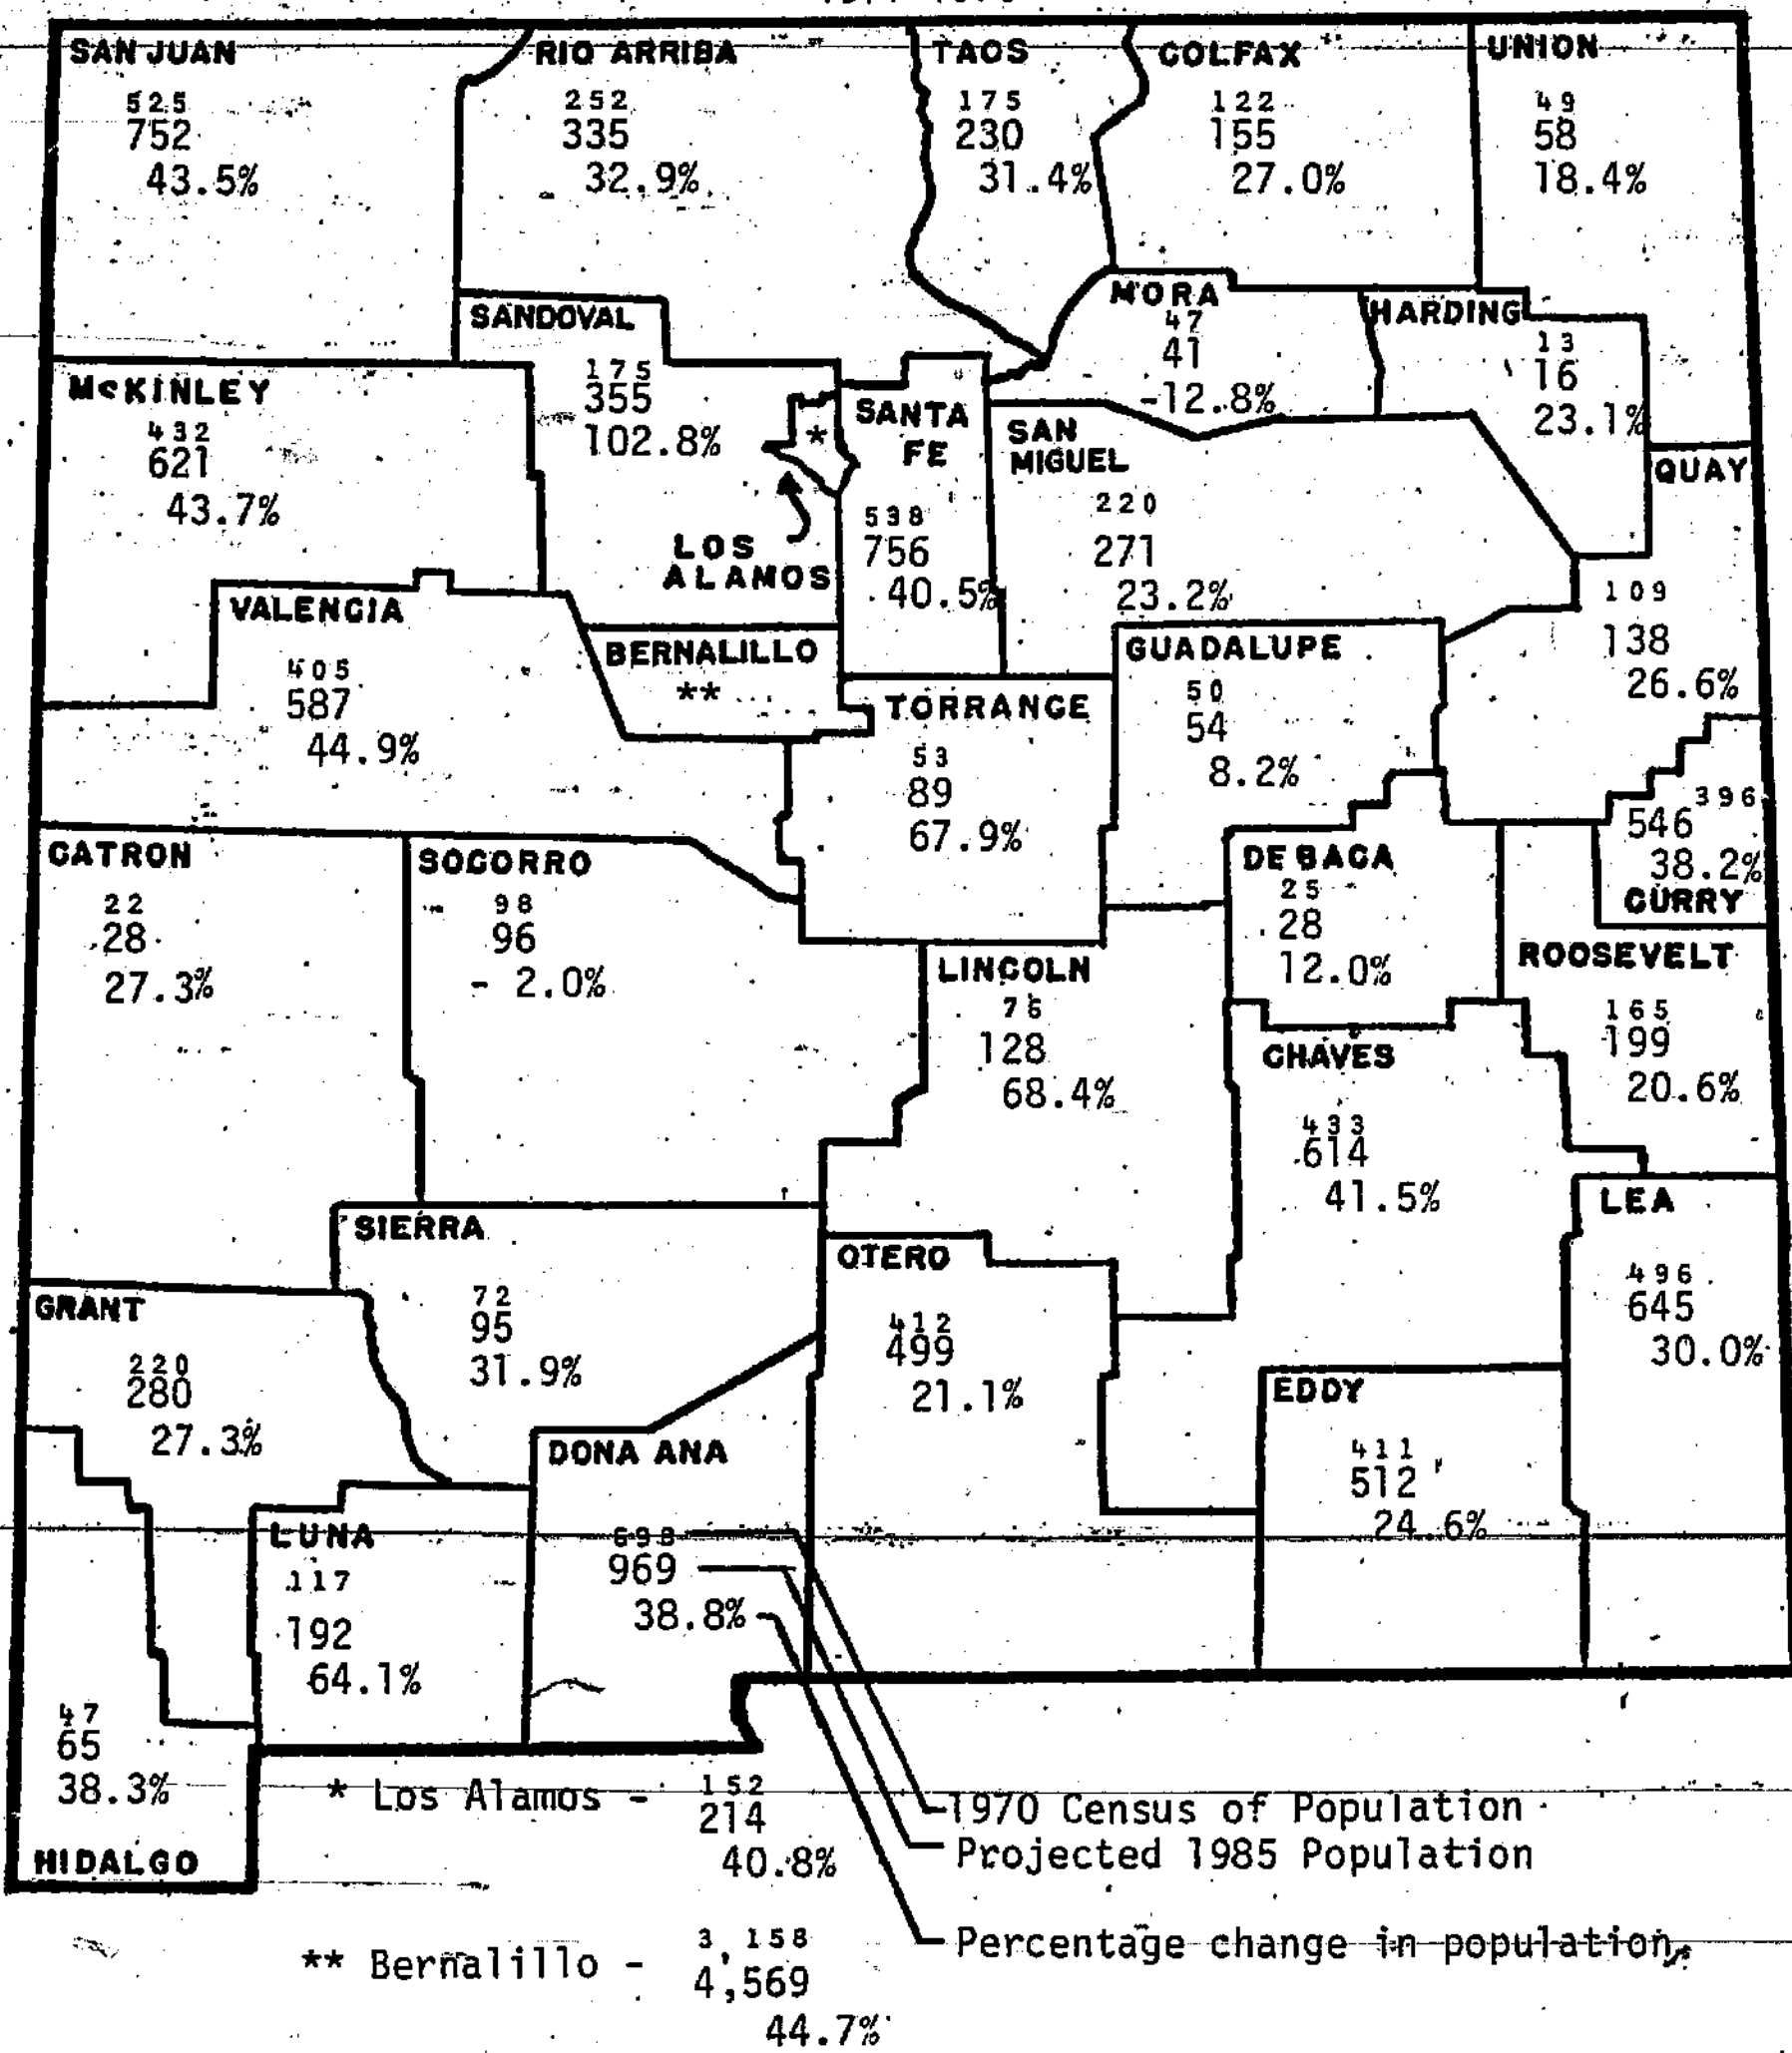 SAN JUAN
525
752
43.5%
RIO ARRIBA
252
335
32.9%
TAOS
175
230
31.4%
COLFAX
122
155
27.0%
UNION
49
58
18.4%
McKINLEY
432
621
43.7%
SANDOVAL
175
355
102.8%
*
LOS
ALAMOS
SANTA
FE
538
756
40.5%
MORA
47
41
-12.8%
HARDING
13
16
23.1%
SAN
MIGUEL
220
271
23.2%
QUAY
109
138
26.6%
VALENCIA
405
587
44.9%
BERNALILLO
**
TORRANCE
53
89
67.9%
GUADALUPE
50
54
8.2%
396
546
38.2%
CURRY
CATRON
22
28
27.3%
SOCORRO
98
96
- 2.0%
LINCOLN
76
128
68.4%
DE BACA
25
28
12.0%
ROOSEVELT
165
199
20.6%
CHAVES
433
614
41.5%
LEA
496
645
30.0%
SIERRA
72
95
31.9%
OTERO
412
499
21.1%
GRANT
220
280
27.3%
EDDY
411
512
24.6%
DONA ANA
698
969
38.8%
LUNA
117
192
64.1%
47
65
38.3%
HIDALGO
* Los Alamos - 152
214
40.8%
1970 Census of Population
Projected 1985 Population
Percentage change in population
** Bernalillo - 3,158
4,569
44.7%